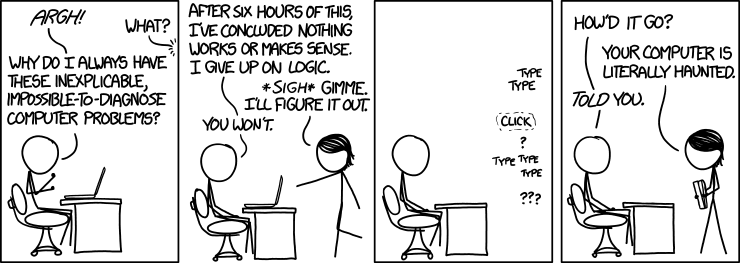 ARGH!
WHAT?
WHY DO I ALWAYS HAVE
THESE INEXPLICABLE,
IMPOSSIBLE-TO-DIAGNOSE
COMPUTER PROBLEMS?
AFTER SIX HOURS OF THIS,
I'VE CONCLUDED NOTHING
WORKS OR MAKES SENSE.
I GIVE UP ON LOGIC.
*SIGH* GIMME.
I'LL FIGURE IT OUT.
YOU WON'T.
TYPE
TYPE
CLICK
?
TYPE TYPE
TYPE
???
HOW'D IT GO?
YOUR COMPUTER IS
LITERALLY HAUNTED.
TOLD YOU.